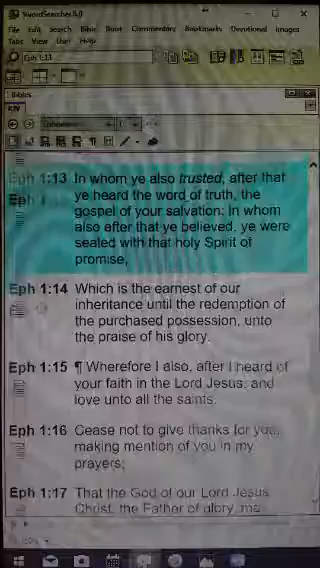 SwordSearcher 8.0
File Edit Search Bible Book Commentary Bookmarks Devotional Images
Tabs View User Help
Eph 1:13
Bibles
KJV
Ephesians 1
Eph 1:13 In whom ye also trusted, after that
ye heard the word of truth, the
gospel of your salvation: in whom
also after that ye believed, ye were
sealed with that holy Spirit of
promise,
Eph 1:14 Which is the earnest of our
inheritance until the redemption of
the purchased possession, unto
the praise of his glory.
Eph 1:15 ¶ Wherefore I also, after I heard of
your faith in the Lord Jesus, and
love unto all the saints,
Eph 1:16 Cease not to give thanks for you,
making mention of you in my
prayers;
Eph 1:17 That the God of our Lord Jesus
Christ, the Father of glory, ma